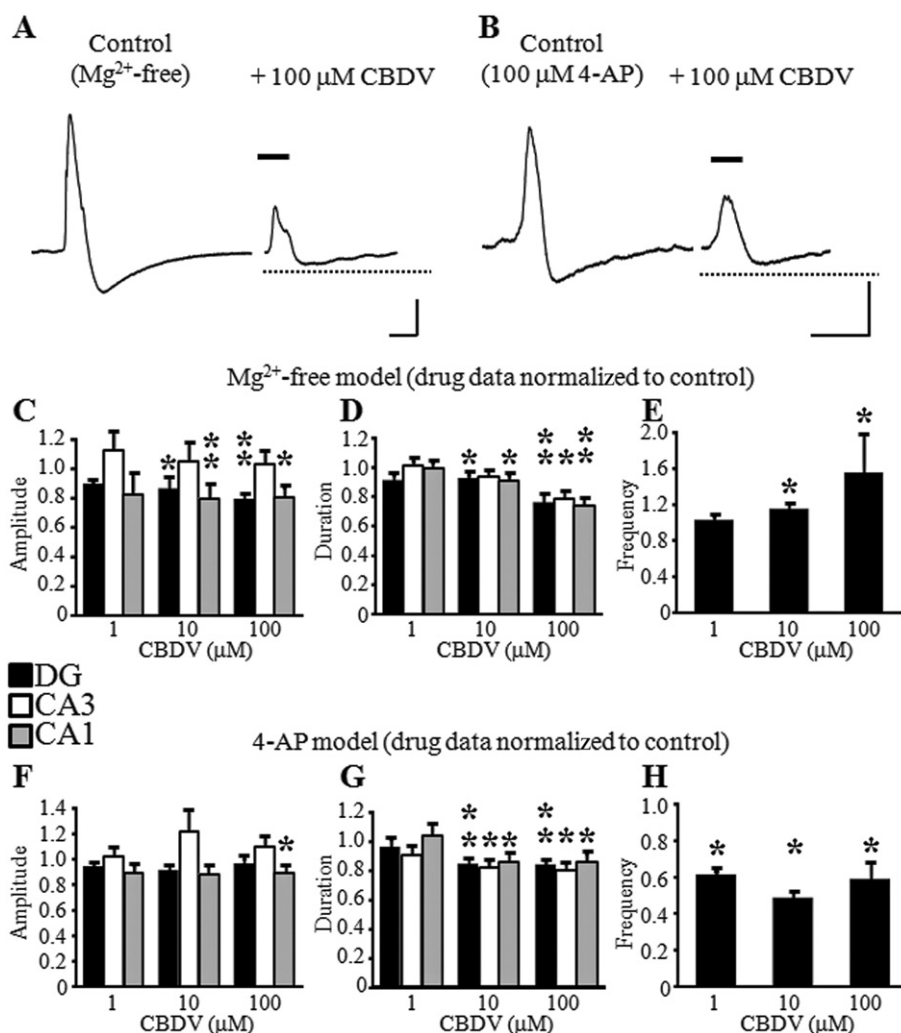 A
B
Control
(Mg2+-free)
+ 100 μM CBDV
Control
(100 μM 4-AP)
+ 100 μM CBDV
Mg2+-free model (drug data normalized to control)
C
D
E
Amplitude
1.2
1.0
0.8
0.6
0.4
0.2
0
* ** ** *
1 10 100
CBDV (μM)
Duration
1.2
1.0
0.8
0.6
0.4
0.2
0
* * ** * **
1 10 100
CBDV (μM)
Frequency
2.0
1.6
1.2
0.8
0.4
0
* *
1 10 100
CBDV (μM)
DG
CA3
CA1
4-AP model (drug data normalized to control)
F
G
H
Amplitude
1.4
1.2
1.0
0.8
0.6
0.4
0.2
0
*
1 10 100
CBDV (μM)
Duration
1.2
1.0
0.8
0.6
0.4
0.2
0
** * * ** * *
1 10 100
CBDV (μM)
Frequency
1.0
0.8
0.6
0.4
0.2
0
* * *
1 10 100
CBDV (μM)